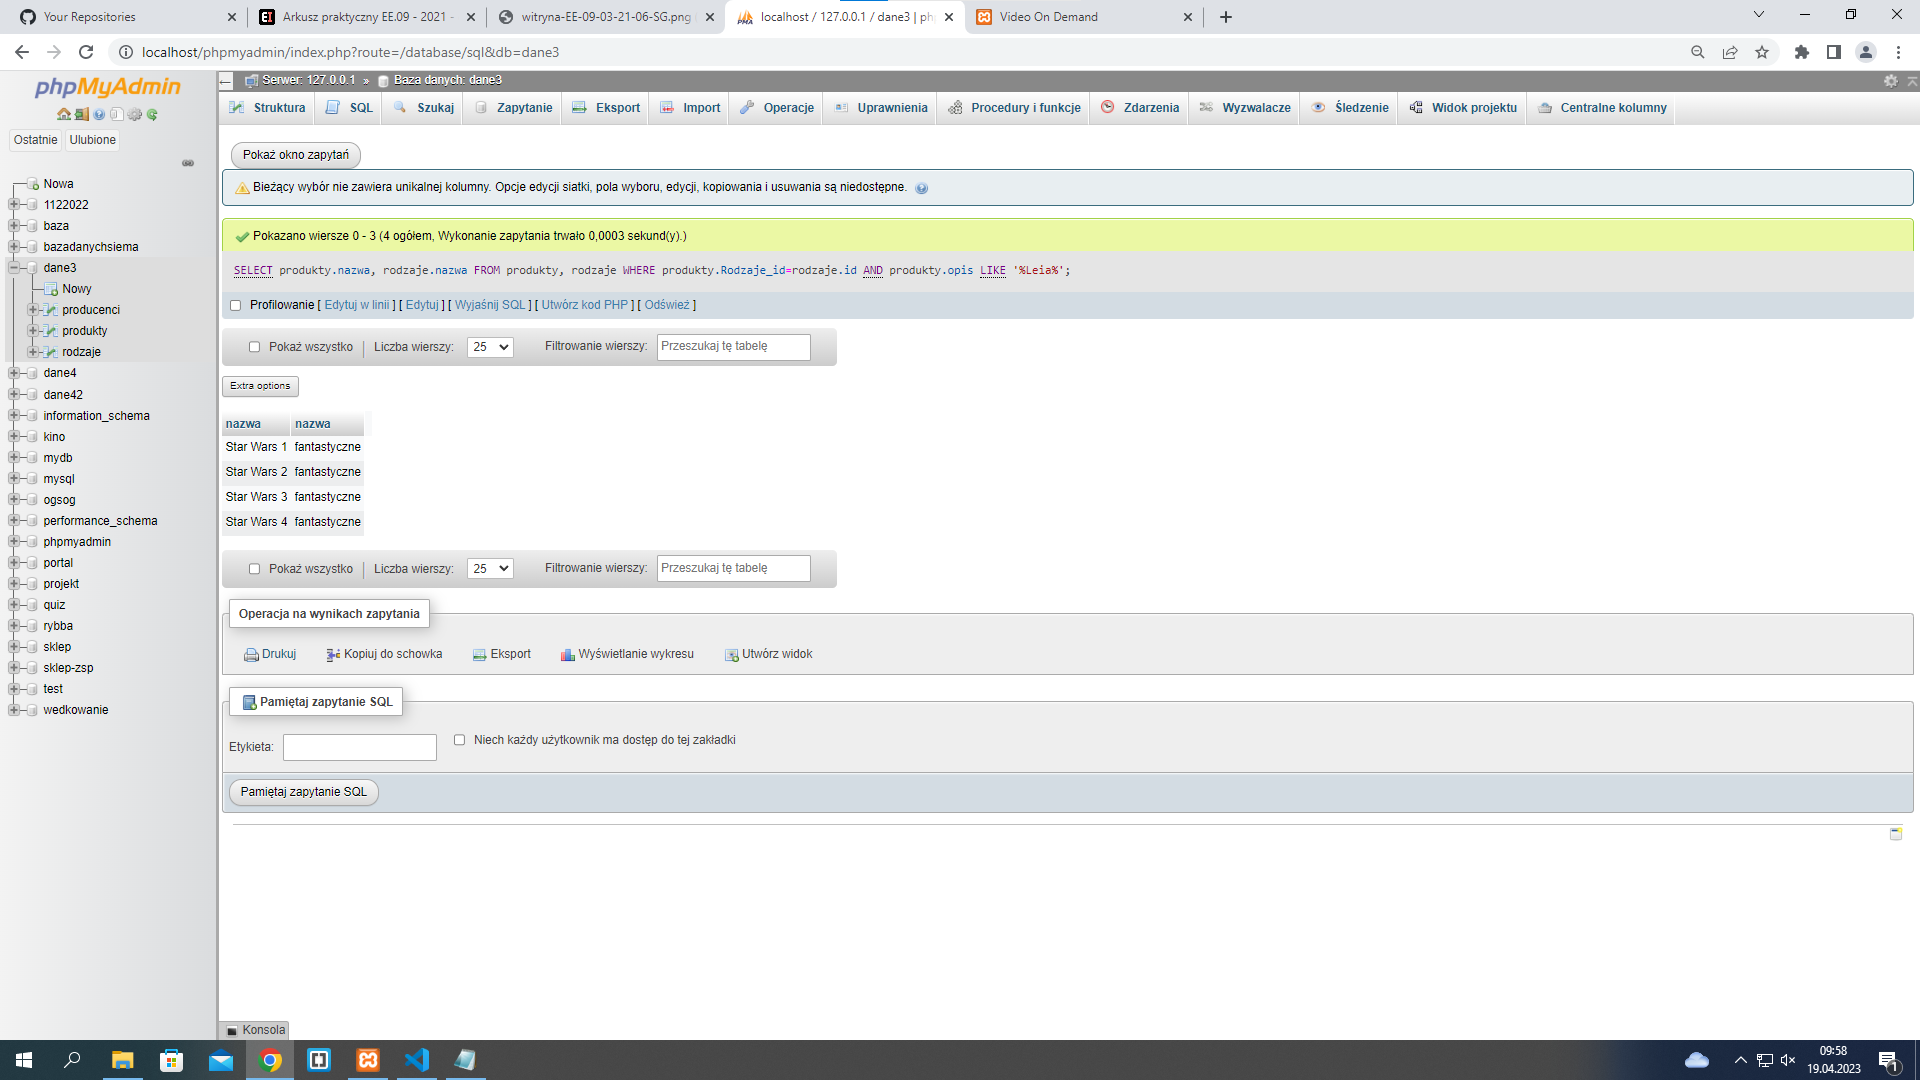 Your Repositories
Arkusz praktyczny EE.09 - 2021 -
witryna-EE-09-03-21-06-SG.png (
localhost / 127.0.0.1 / dane3 | ph
Video On Demand
localhost/phpmyadmin/index.php?route=/database/sql&db=dane3
phpMyAdmin
Ostatnie Ulubione
Nowa
1122022
baza
bazadanychsiema
dane3
Nowy
producenci
produkty
rodzaje
dane4
dane42
information_schema
kino
mydb
mysql
ogsog
performance_schema
phpmyadmin
portal
projekt
quiz
rybba
sklep
sklep-zsp
test
wedkowanie
Serwer: 127.0.0.1 » Baza danych: dane3
Struktura SQL Szukaj Zapytanie Eksport Import Operacje Uprawnienia Procedury i funkcje Zdarzenia Wyzwalacze Śledzenie Widok projektu Centralne kolumny
Pokaż okno zapytań
Bieżący wybór nie zawiera unikalnej kolumny. Opcje edycji siatki, pola wyboru, edycji, kopiowania i usuwania są niedostępne.
Pokazano wiersze 0 - 3 (4 ogółem, Wykonanie zapytania trwało 0,0003 sekund(y).)
SELECT produkty.nazwa, rodzaje.nazwa FROM produkty, rodzaje WHERE produkty.Rodzaje_id=rodzaje.id AND produkty.opis LIKE '%Leia%';
Profilowanie [ Edytuj w linii ] [ Edytuj ] [ Wyjaśnij SQL ] [ Utwórz kod PHP ] [ Odśwież ]
Pokaż wszystko Liczba wierszy: 25 Filtrowanie wierszy: Przeszukaj tę tabelę
Extra options
nazwa nazwa
Star Wars 1 fantastyczne
Star Wars 2 fantastyczne
Star Wars 3 fantastyczne
Star Wars 4 fantastyczne
Pokaż wszystko Liczba wierszy: 25 Filtrowanie wierszy: Przeszukaj tę tabelę
Operacja na wynikach zapytania
Drukuj Kopiuj do schowka Eksport Wyświetlanie wykresu Utwórz widok
Pamiętaj zapytanie SQL
Etykieta: Niech każdy użytkownik ma dostęp do tej zakładki
Pamiętaj zapytanie SQL
Konsola
09:58
19.04.2023
1